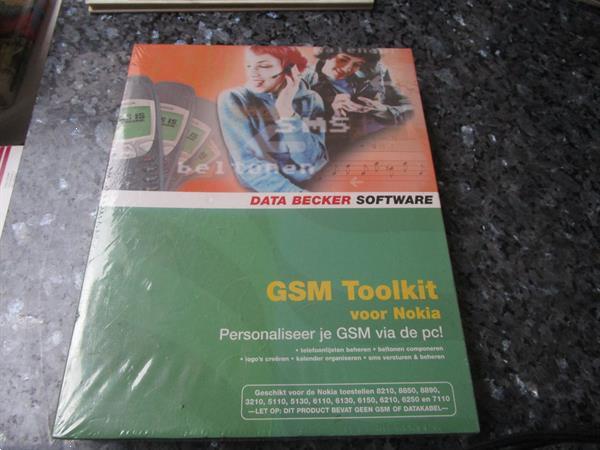 SMS
beltonen
DATA BECKER SOFTWARE
GSM Toolkit
voor Nokia
Personaliseer je GSM via de pc!
• telefoonlijsten beheren • beltonen componeren
• logo's creëren • kalender organiseren • sms versturen & beheren
Geschikt voor de Nokia toestellen 8210, 8850, 8890,
3210, 5110, 5130, 6110, 6130, 6150, 6210, 6250 en 7110
—LET OP: DIT PRODUCT BEVAT GEEN GSM OF DATAKABEL—